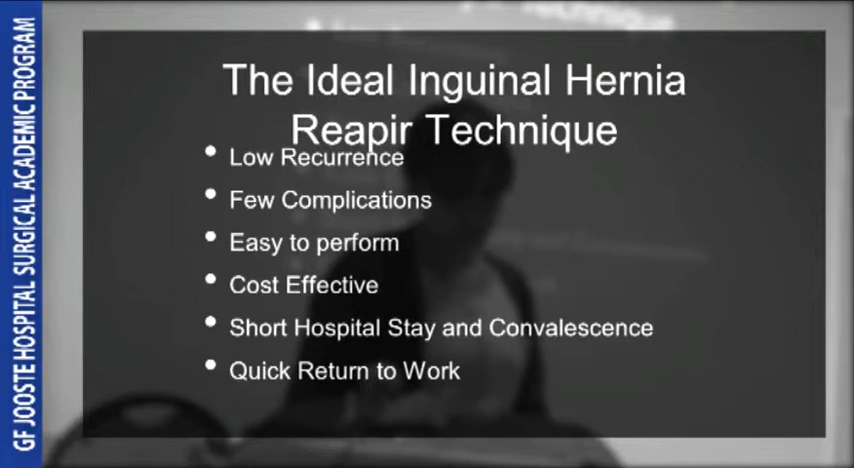 GF JOOSTE HOSPITAL SURGICAL ACADEMIC PROGRAM
The Ideal Inguinal Hernia
Reapir Technique
• Low Recurrence
• Few Complications
• Easy to perform
• Cost Effective
• Short Hospital Stay and Convalescence
• Quick Return to Work